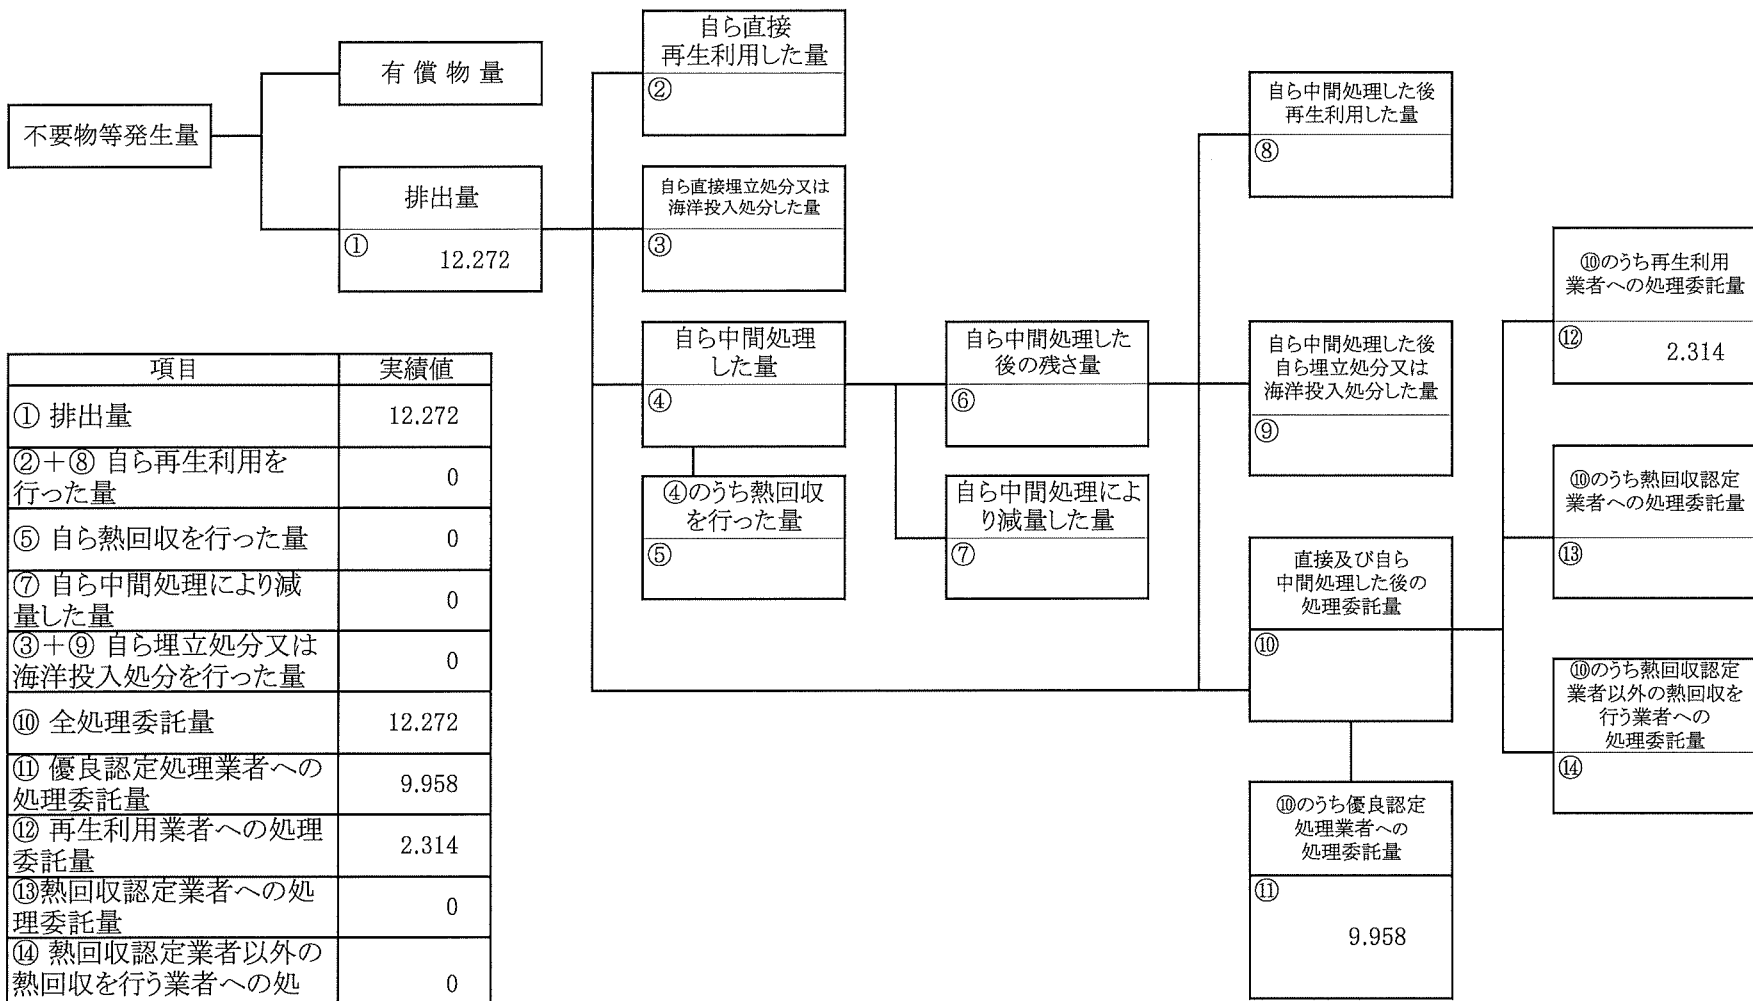 不要物等発生量
有償物量
排出量
①
12.272
自ら直接
再生利用した量
②
自ら直接埋立処分又は
海洋投入処分した量
③
自ら中間処理
した量
④
④のうち熱回収
を行った量
⑤
自ら中間処理した
後の残さ量
⑥
自ら中間処理によ
り減量した量
⑦
自ら中間処理した後
再生利用した量
⑧
自ら中間処理した後
自ら埋立処分又は
海洋投入処分した量
⑨
直接及び自ら
中間処理した後の
処理委託量
⑩
⑩のうち優良認定
処理業者への
処理委託量
⑪
9.958
⑩のうち再生利用
業者への処理委託量
⑫
2.314
⑩のうち熱回収認定
業者への処理委託量
⑬
⑩のうち熱回収認定
業者以外の熱回収を
行う業者への
処理委託量
⑭
項目 実績値
① 排出量 12.272
②+⑧ 自ら再生利用を
行った量 0
⑤ 自ら熱回収を行った量 0
⑦ 自ら中間処理により減
量した量 0
③+⑨ 自ら埋立処分又は
海洋投入処分を行った量 0
⑩ 全処理委託量 12.272
⑪ 優良認定処理業者への
処理委託量 9.958
⑫ 再生利用業者への処理
委託量 2.314
⑬熱回収認定業者への処
理委託量 0
⑭ 熱回収認定業者以外の
熱回収を行う業者への処 0